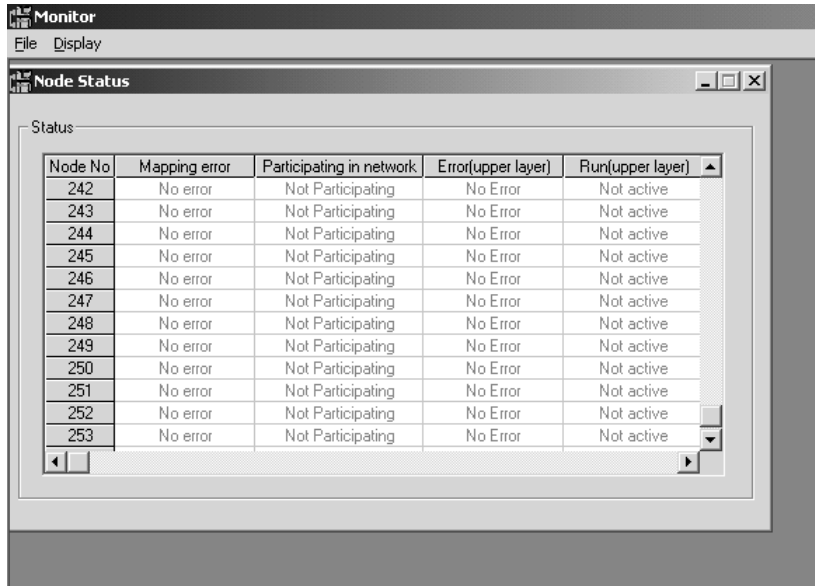 Monitor
File Display
Node Status
Status
Node No Mapping error Participating in network Error(upper layer) Run(upper layer)
242 No error Not Participating No Error Not active
243 No error Not Participating No Error Not active
244 No error Not Participating No Error Not active
245 No error Not Participating No Error Not active
246 No error Not Participating No Error Not active
247 No error Not Participating No Error Not active
248 No error Not Participating No Error Not active
249 No error Not Participating No Error Not active
250 No error Not Participating No Error Not active
251 No error Not Participating No Error Not active
252 No error Not Participating No Error Not active
253 No error Not Participating No Error Not active